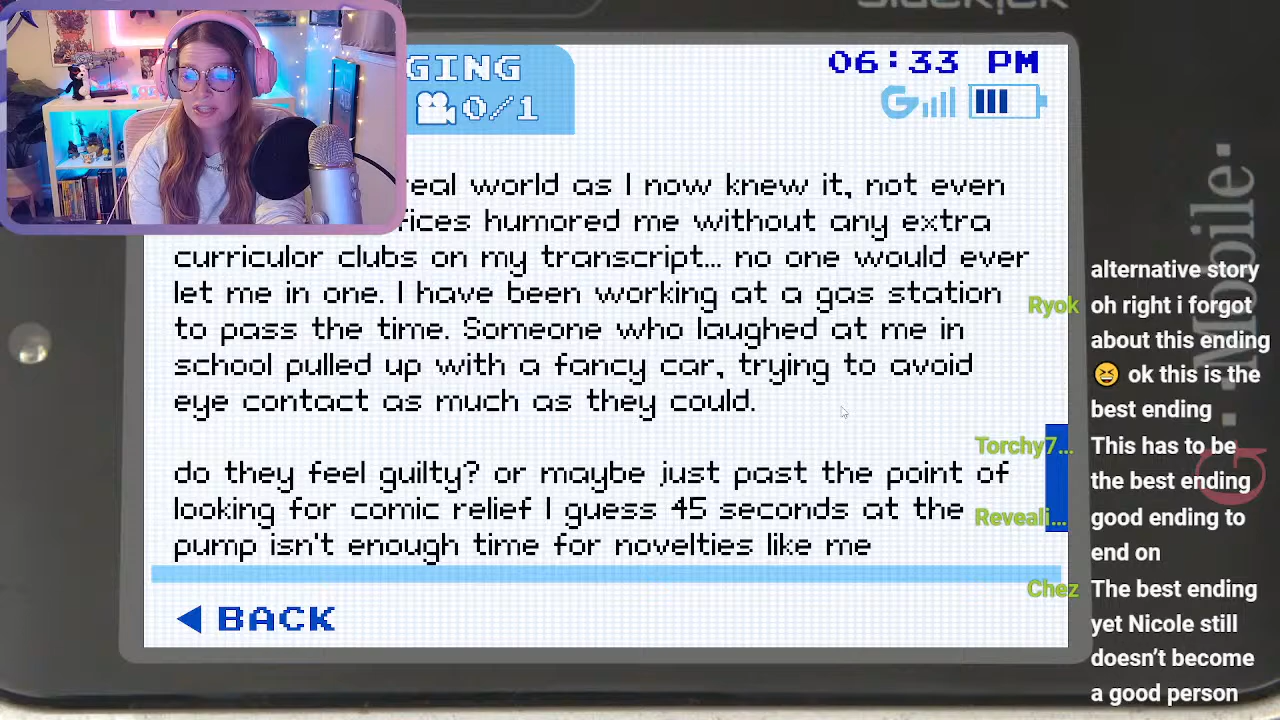 SIDEKICK
GING
0/1
06:33 PM
G
real world as I now knew it, not even
fices humored me without any extra
curriculor clubs on my transcript... no one would ever
let me in one. I have been working at a gas station
to pass the time. Someone who laughed at me in
school pulled up with a fancy car, trying to avoid
eye contact as much as they could.
do they feel guilty? or maybe just past the point of
looking for comic relief I guess 45 seconds at the
pump isn't enough time for novelties like me
BACK
G • Mobile •
alternative story
Ryok oh right i forgot
about this ending
😆 ok this is the
best ending
Torchy7... This has to be
the best ending
Reveali... good ending to
end on
Chez The best ending
yet Nicole still
doesn't become
a good person